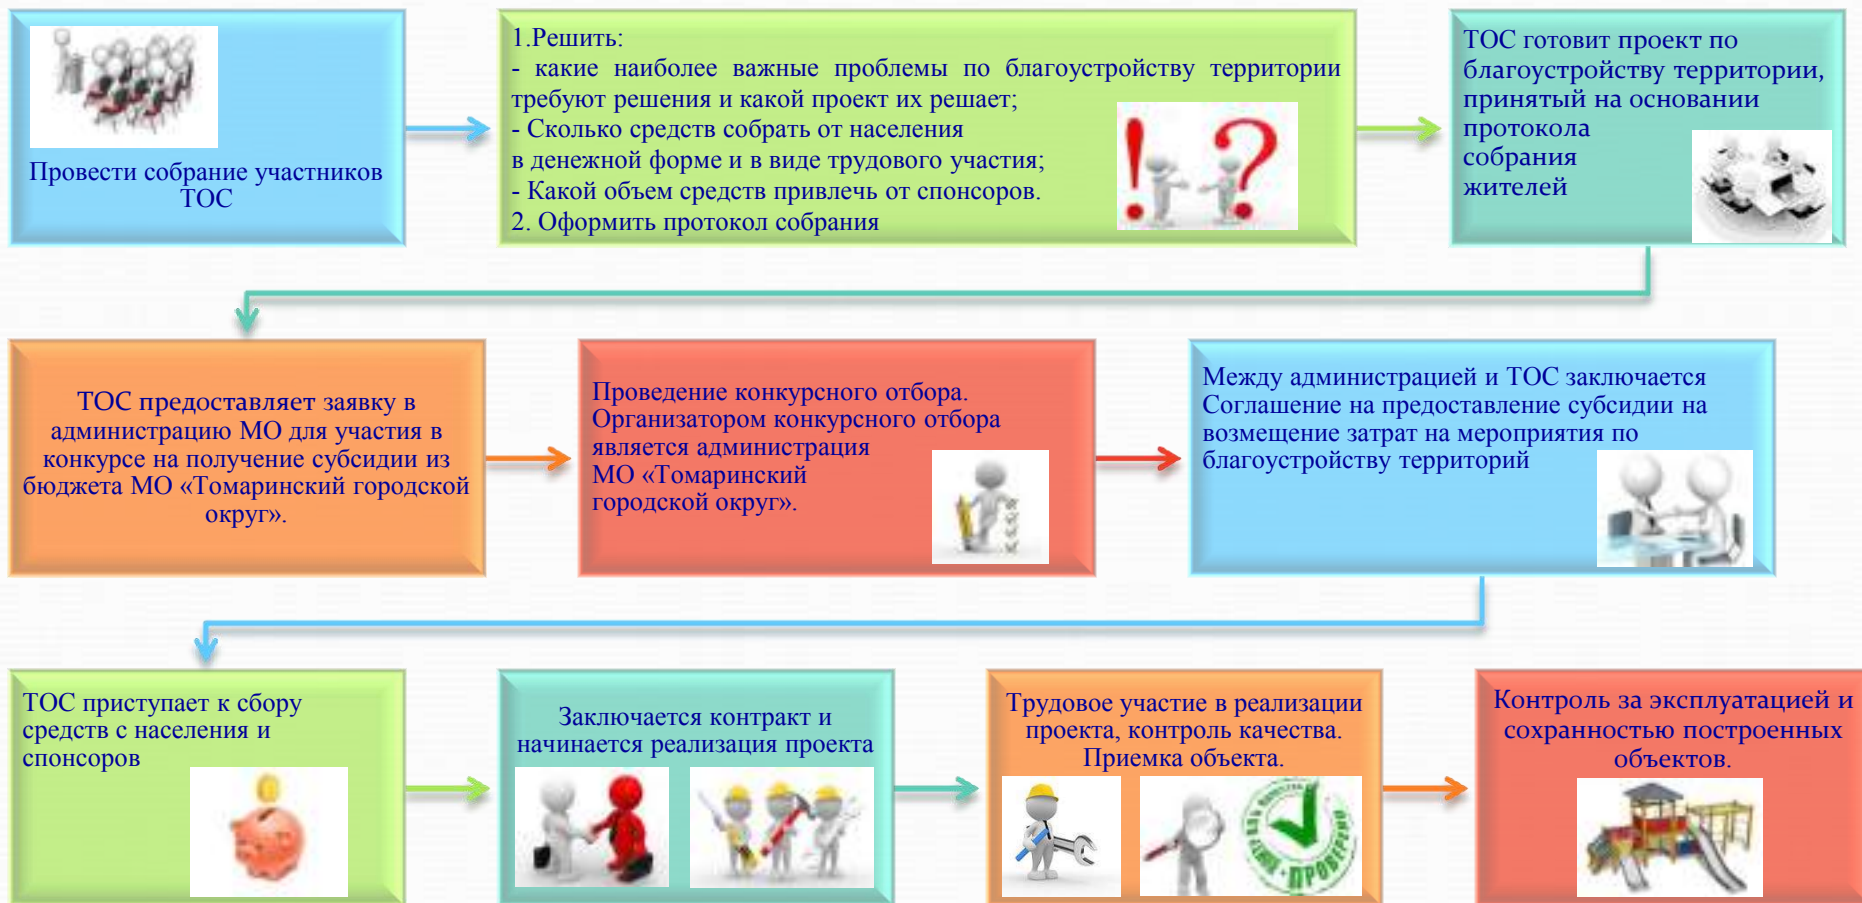 Провести собрание участников
ТОС
1.Решить:
- какие наиболее важные проблемы по благоустройству территории
требуют решения и какой проект их решает;
- Сколько средств собрать от населения
в денежной форме и в виде трудового участия;
- Какой объем средств привлечь от спонсоров.
2. Оформить протокол собрания
ТОС готовит проект по
благоустройству территории,
принятый на основании
протокола
собрания
жителей
ТОС предоставляет заявку в
администрацию МО для участия в
конкурсе на получение субсидии из
бюджета МО «Томаринский городской
округ».
Проведение конкурсного отбора.
Организатором конкурсного отбора
является администрация
МО «Томаринский
городской округ».
Между администрацией и ТОС заключается
Соглашение на предоставление субсидии на
возмещение затрат на мероприятия по
благоустройству территорий
ТОС приступает к сбору
средств с населения и
спонсоров
Заключается контракт и
начинается реализация проекта
Трудовое участие в реализации
проекта, контроль качества.
Приемка объекта.
ПРОВЕРЕНО
Контроль за эксплуатацией и
сохранностью построенных
объектов.